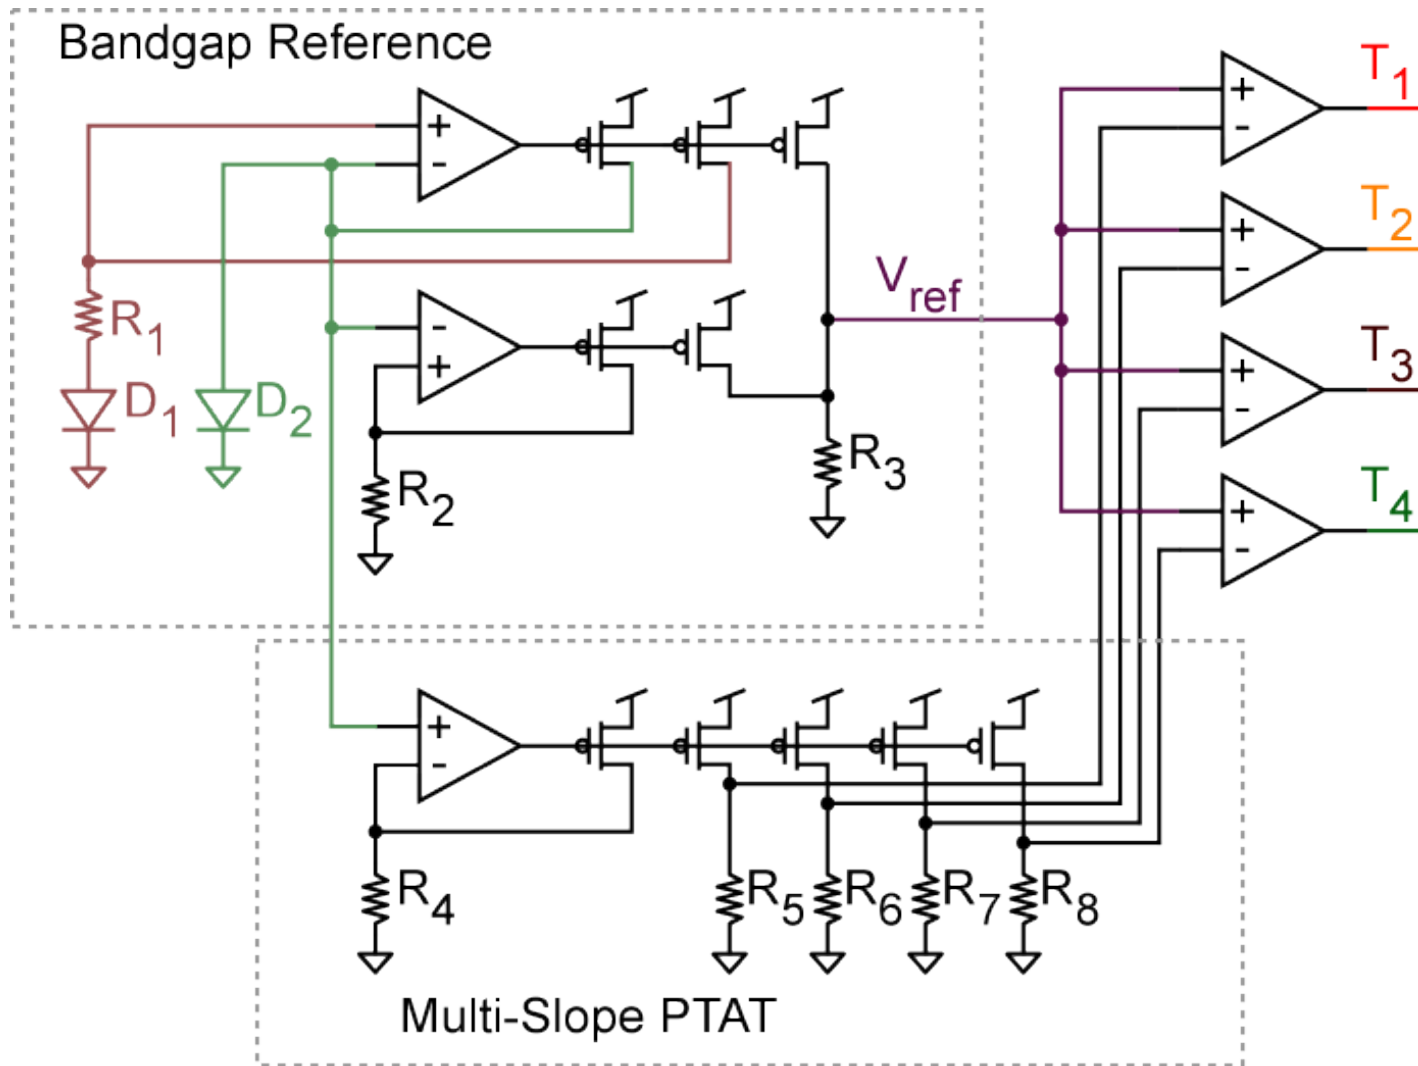 Bandgap Reference
+
-
R1
D1
D2
-
+
R2
R3
Vref
+
-
T1
+
-
T2
+
-
T3
+
-
T4
+
-
R4
R5
R6
R7
R8
Multi-Slope PTAT